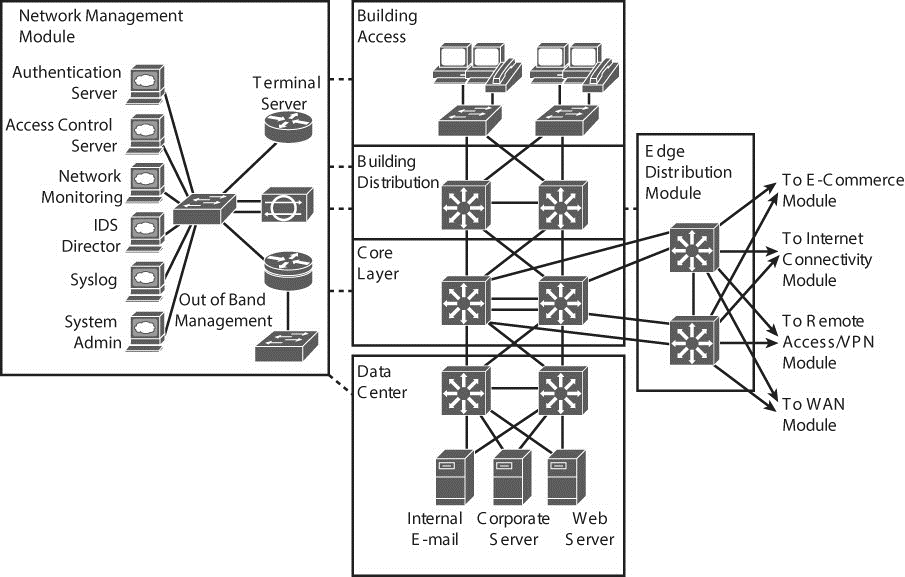 Network Management
Module
Authentication
Server
Access Control
Server
Network
Monitoring
IDS
Director
Syslog
System
Admin
Terminal
Server
Out of Band
Management
Building
Access
Building
Distribution
Core
Layer
Data
Center
Internal
E-mail
Corporate
Server
Web
Server
Edge
Distribution
Module
To E-Commerce
Module
To Internet
Connectivity
Module
To Remote
Access/VPN
Module
To WAN
Module